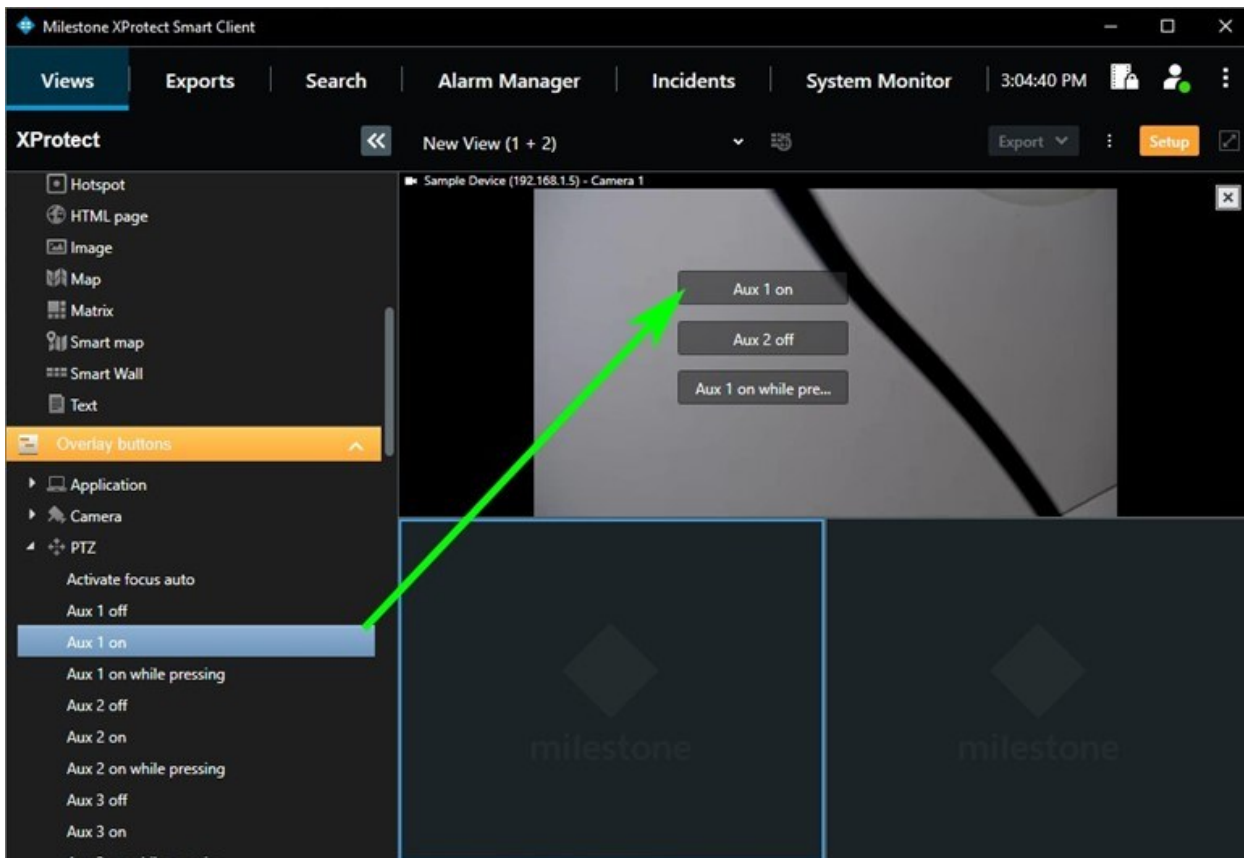 Milestone XProtect Smart Client
Views Exports Search Alarm Manager Incidents System Monitor 3:04:40 PM
XProtect
New View (1 + 2)
Export
Setup
Hotspot
HTML page
Image
Map
Matrix
Smart map
Smart Wall
Text
Overlay buttons
Application
Camera
PTZ
Activate focus auto
Aux 1 off
Aux 1 on
Aux 1 on while pressing
Aux 2 off
Aux 2 on
Aux 2 on while pressing
Aux 3 off
Aux 3 on
Sample Device (192.168.1.5) - Camera 1
Aux 1 on
Aux 2 off
Aux 1 on while pre...
milestone
milestone